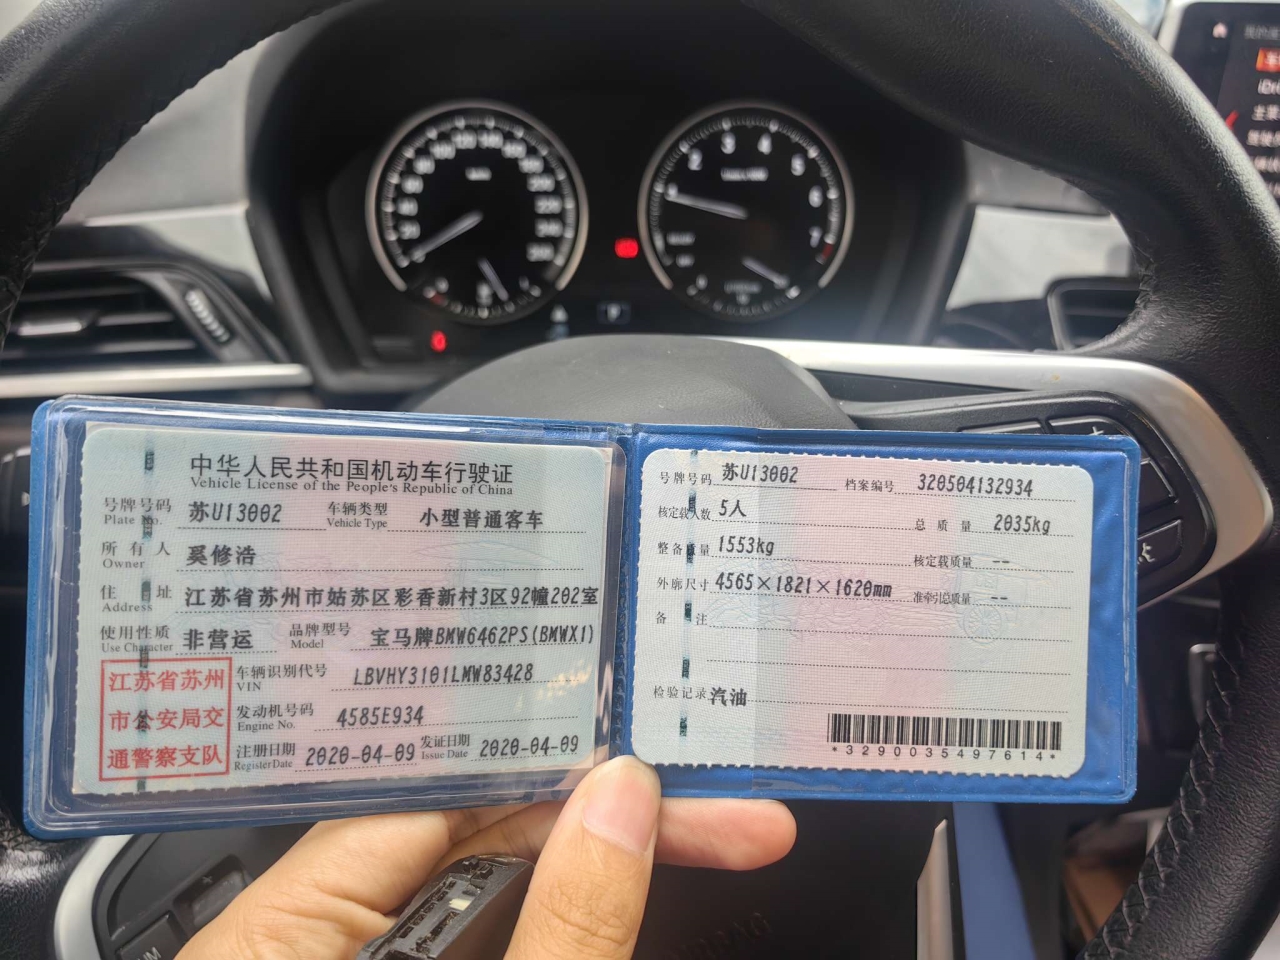 中华人民共和国机动车行驶证
Vehicle License of the People's Republic of China
号牌号码 苏U13002 车辆类型 小型普通客车
Plate No. Vehicle Type
所有人 奚修浩
Owner
住址 江苏省苏州市姑苏区彩香新村3区92幢202室
Address
使用性质 非营运 品牌型号 宝马牌BMW6462PS(BMWX1)
Use Character Model
江苏省苏州
市公安局交
通警察支队
车辆识别代号 LBVHY3101LMW83428
VIN
发动机号码 4585E934
Engine No.
注册日期 2020-04-09 发证日期 2020-04-09
Register Date Issue Date
号牌号码 苏U13002 档案编号 320504132934
核定载人数 5人 总质量 2035kg
整备质量 1553kg 核定载质量 --
外廓尺寸 4565×1821×1620mm 准牵引总质量 --
备注
检验记录 汽油
*3290035497614*
1 2 3 4 5 6 7
P